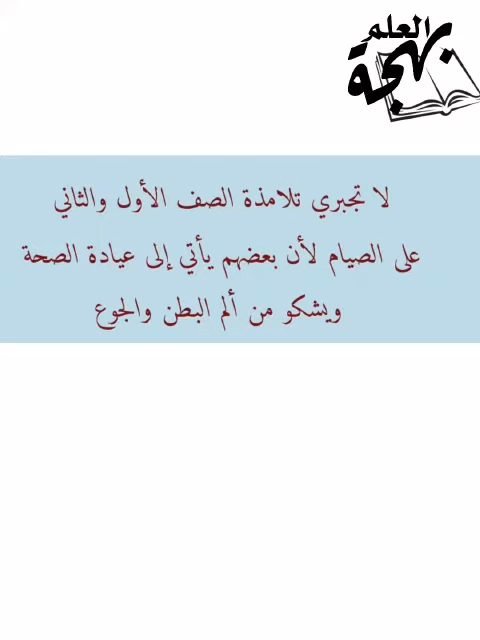 بهجة العلم
لا تجبري تلامذة الصف الأول والثاني
على الصيام لأن بعضهم يأتي إلى عيادة الصحة
ويشكو من ألم البطن والجوع